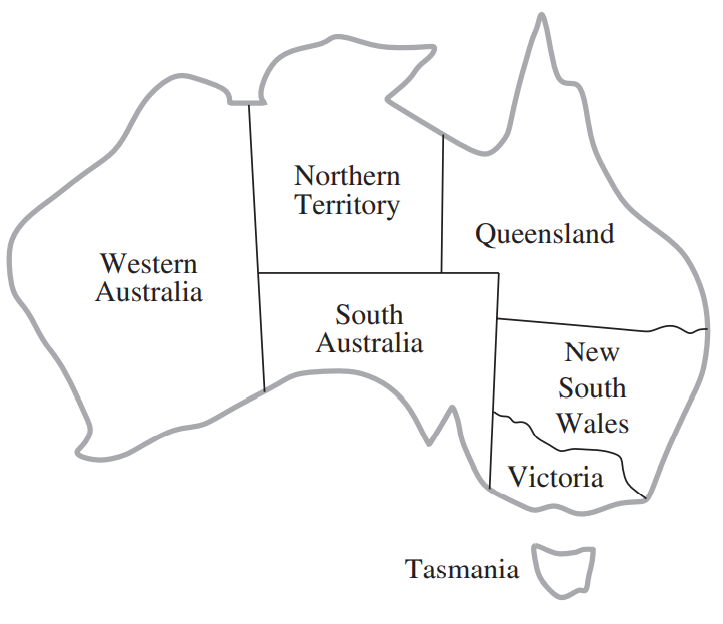 Northern
Territory
Queensland
Western
Australia
South
Australia
New
South
Wales
Victoria
Tasmania